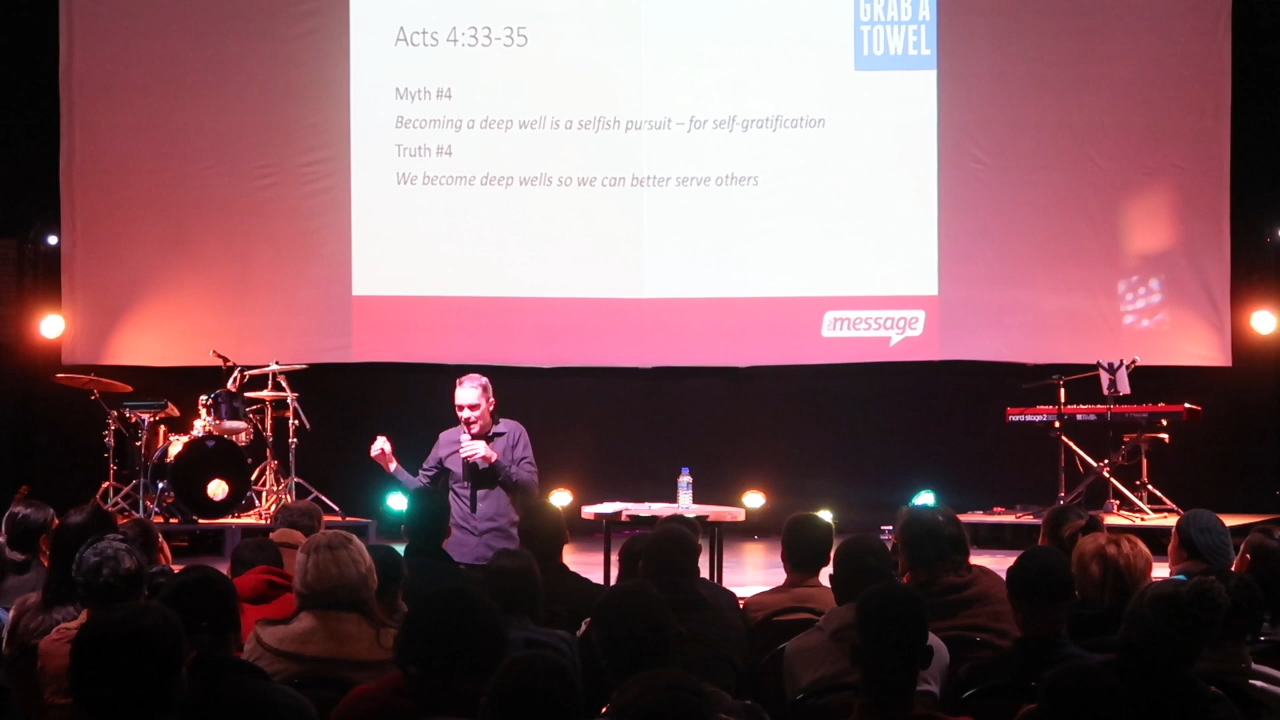 GRAB A
TOWEL
Acts 4:33-35
Myth #4
Becoming a deep well is a selfish pursuit – for self-gratification
Truth #4
We become deep wells so we can better serve others
the message
nord stage 2